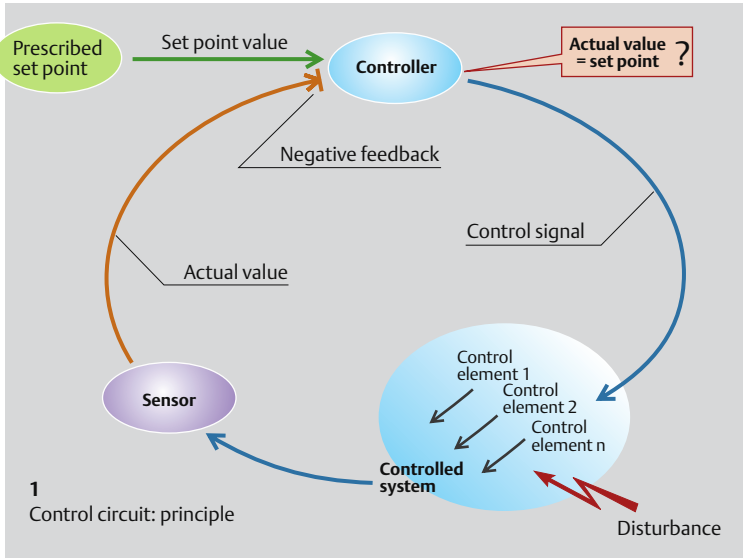 Prescribed
set point
Set point value
Controller
Actual value
= set point ?
Negative feedback
Control signal
Actual value
Control
element 1
Control
element 2
Control
element n
Sensor
Controlled
system
Disturbance
1
Control circuit: principle